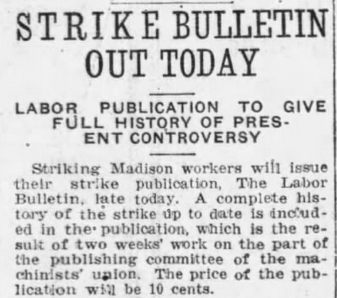 STRIKE BULLETIN
OUT TODAY
LABOR PUBLICATION TO GIVE
FULL HISTORY OF PRES-
ENT CONTROVERSY
Striking Madison workers will issue
their strike publication, The Labor
Bulletin, late today. A complete his-
tory of the strike up to date is includ-
ed in the publication, which is the re-
sult of two weeks' work on the part of
the publishing committee of the ma-
chinists' union. The price of the pub-
lication will be 10 cents.